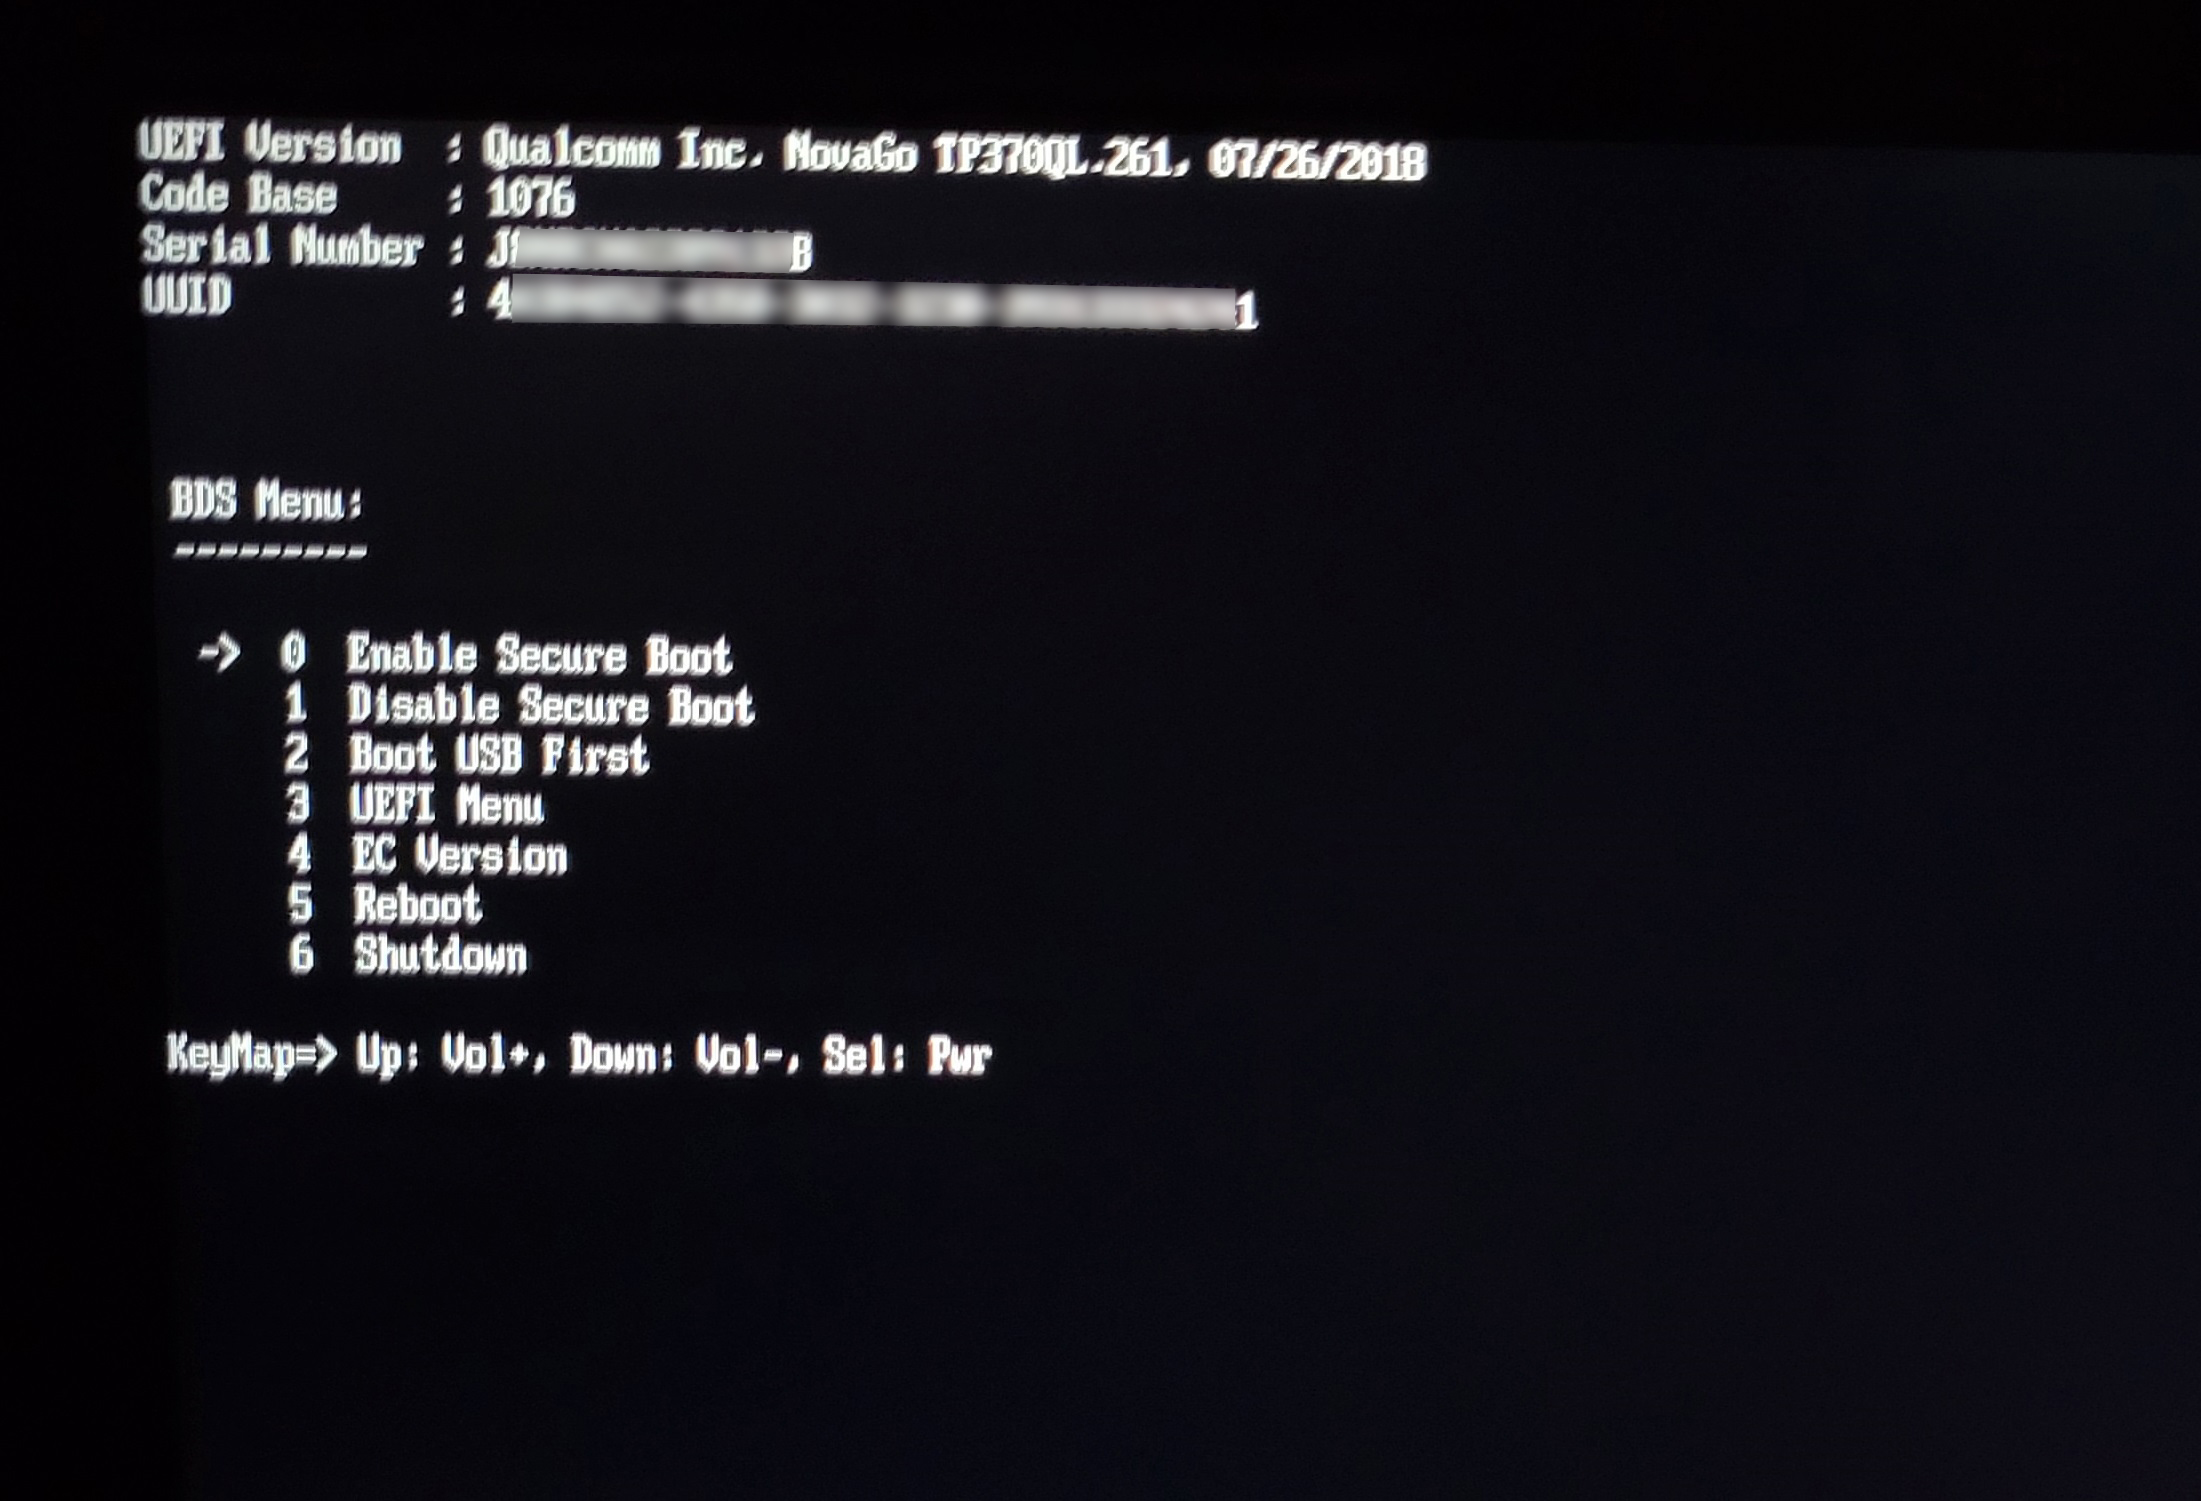 UEFI Version : Qualcomm Inc. NovaGo TP370QL.261, 07/26/2018
Code Base : 1076
Serial Number : J B
UUID : 4 1
BDS Menu:
---------
-> 0 Enable Secure Boot
1 Disable Secure Boot
2 Boot USB First
3 UEFI Menu
4 EC Version
5 Reboot
6 Shutdown
KeyMap=> Up: Vol+, Down: Vol-, Sel: Pwr